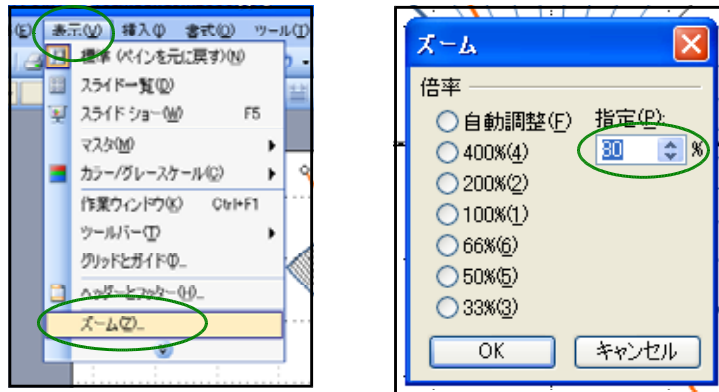 (E) 表示(V) 挿入(I) 書式(O) ツール(T)
標準 (ペインを元に戻す)(N)
スライド一覧(D)
スライド ショー(W) F5
マスタ(M)
カラー/グレースケール(C)
作業ウィンドウ(K) Ctrl+F1
ツールバー(T)
グリッドとガイド(I)...
ヘッダーとフッター(H)...
ズーム(Z)...
ズーム
倍率
自動調整(F) 指定(P):
400%(4) 80 %
200%(2)
100%(1)
66%(6)
50%(5)
33%(3)
OK キャンセル